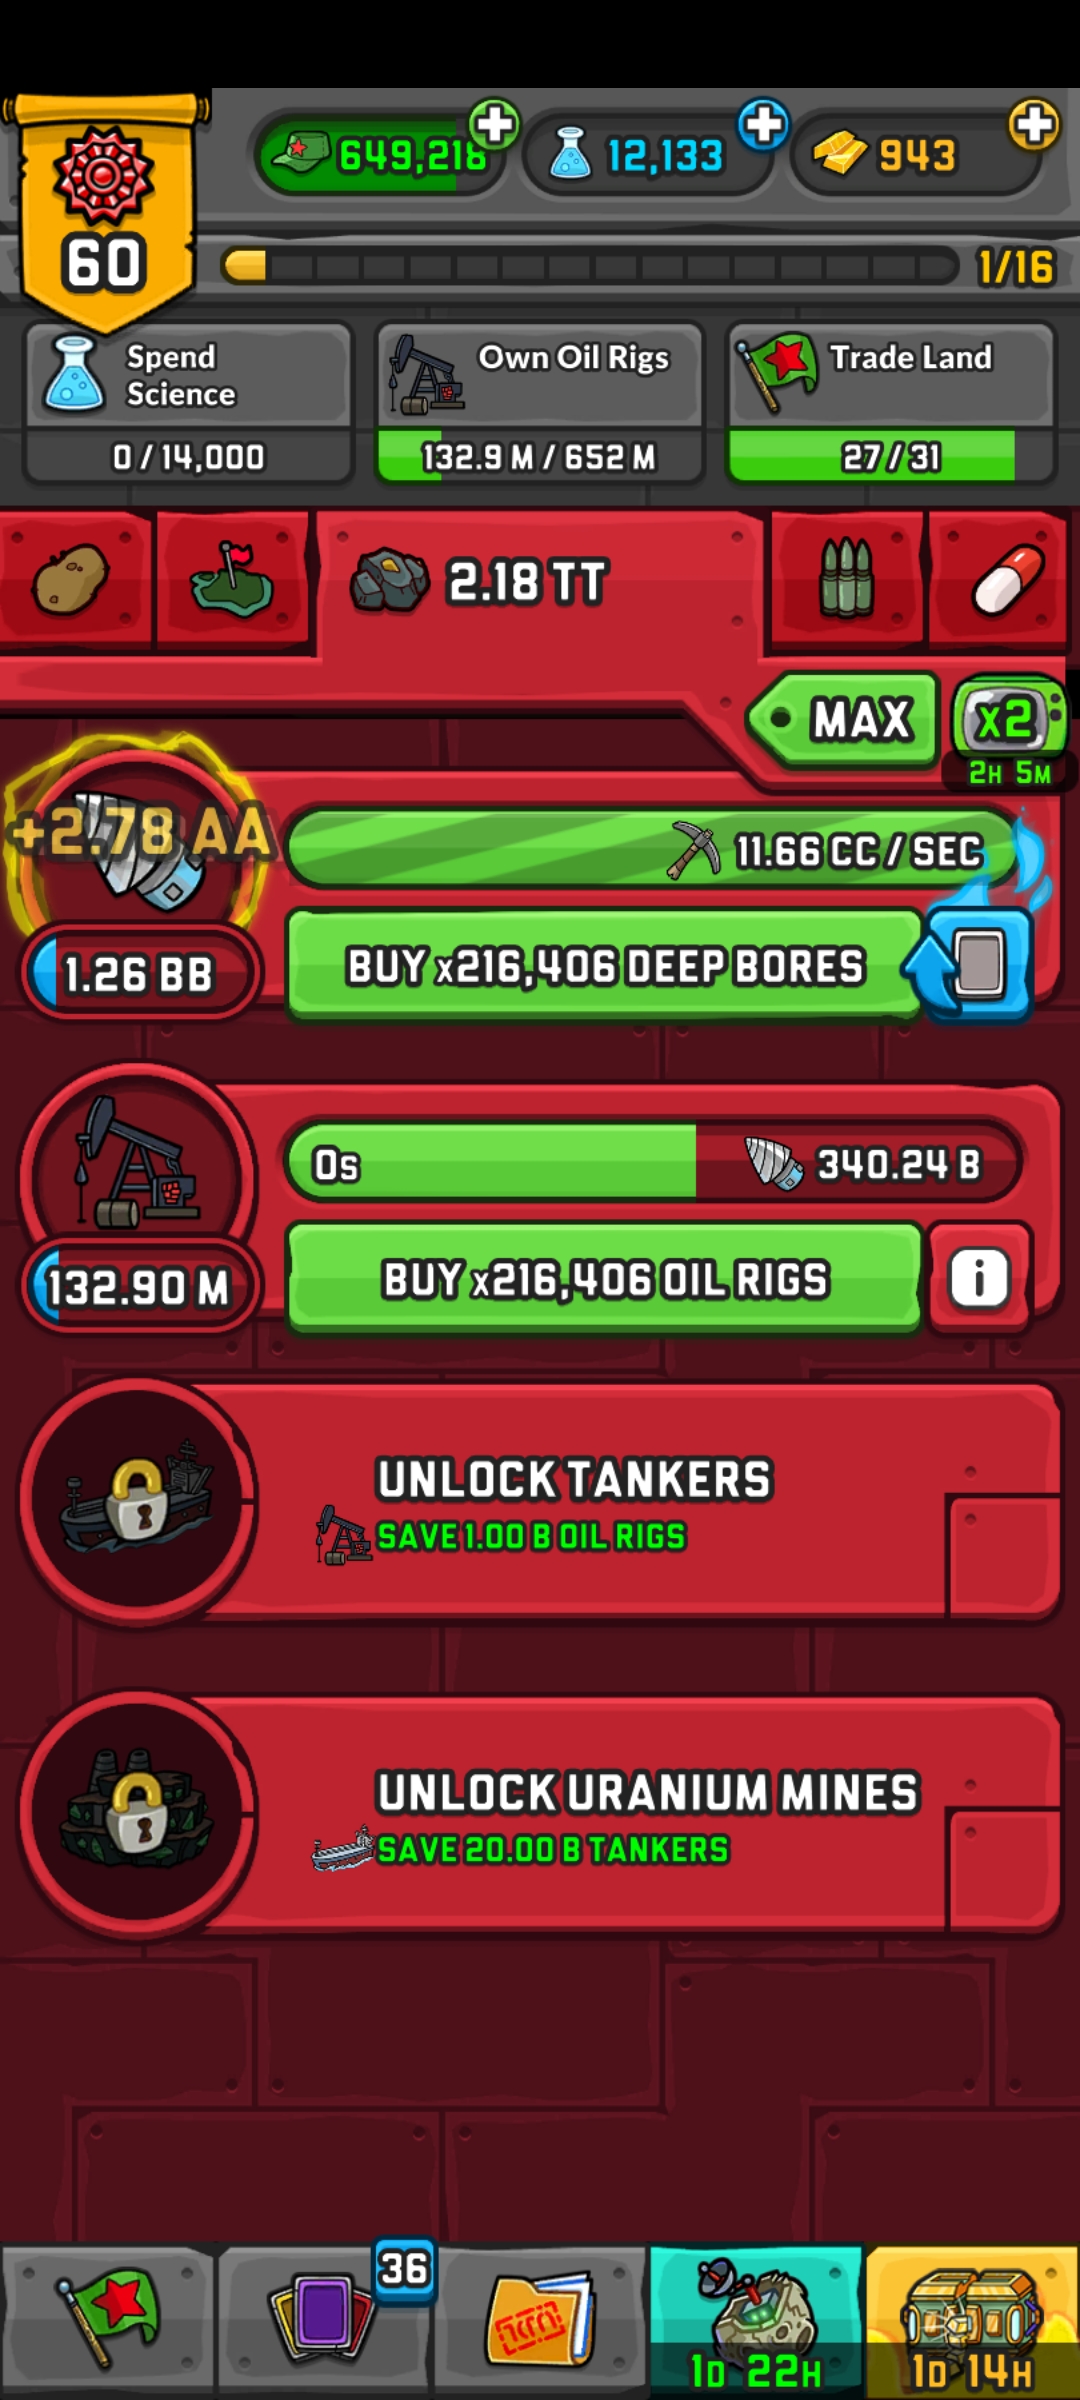 60
649,218
12,133
943
1/16
Spend
Science
0/14,000
Own Oil Rigs
132.9 M / 652 M
Trade Land
27/31
2.18 TT
MAX
x2
2H 5M
+2.78 AA
11.66 CC / SEC
1.26 BB
BUY x216,406 DEEP BORES
0s
340.24 B
132.90 M
BUY x216,406 OIL RIGS
i
UNLOCK TANKERS
SAVE 1.00 B OIL RIGS
UNLOCK URANIUM MINES
SAVE 20.00 B TANKERS
36
1D 22H
1D 14H